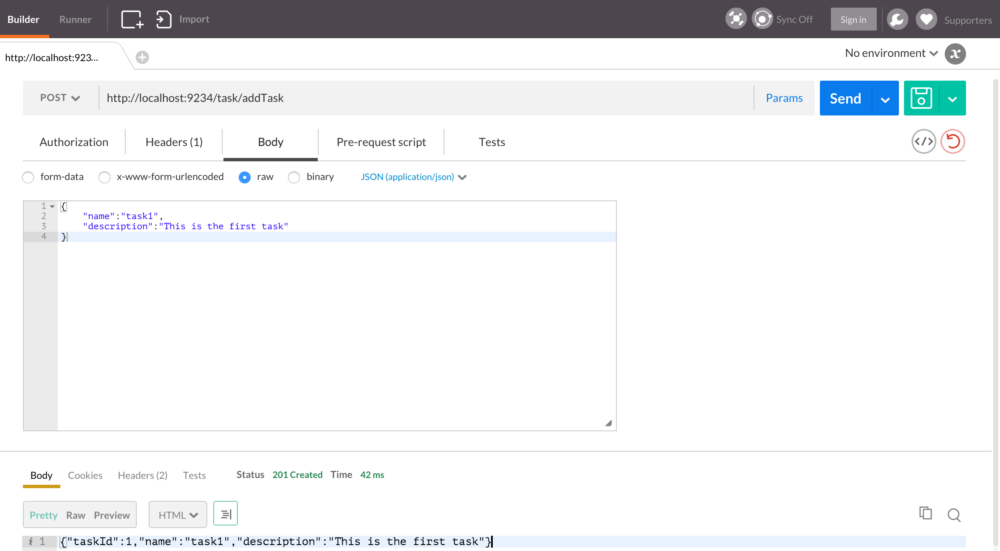 Builder Runner Import Sync Off Sign in Supporters
http://localhost:923... No environment x
POST http://localhost:9234/task/addTask Params Send
Authorization Headers (1) Body Pre-request script Tests </>
form-data x-www-form-urlencoded raw binary JSON (application/json)
1 {
2 "name":"task1",
3 "description":"This is the first task"
4 }
Body Cookies Headers (2) Tests Status 201 Created Time 42 ms
Pretty Raw Preview HTML
i 1 {"taskId":1,"name":"task1","description":"This is the first task"}